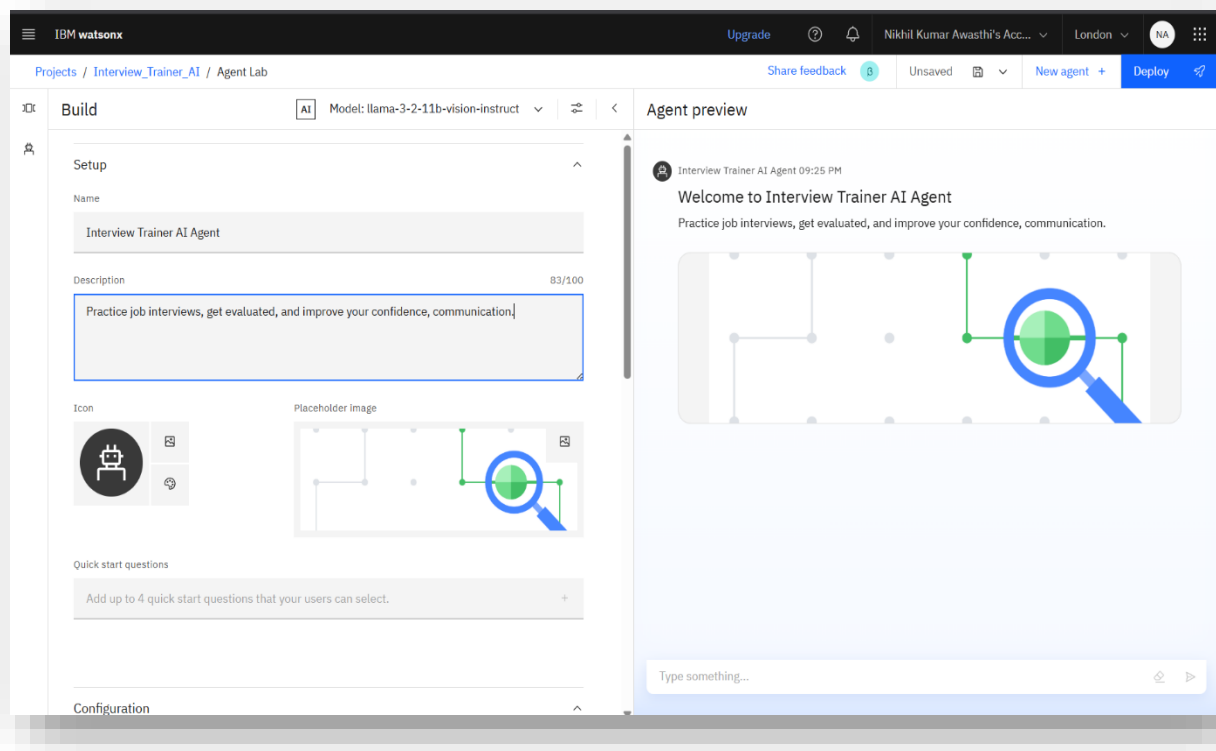 IBM watsonx
Upgrade
Nikhil Kumar Awasthi's Acc...
London
NA
Projects / Interview_Trainer_AI / Agent Lab
Share feedback
β
Unsaved
New agent +
Deploy
Build
AI
Model: llama-3-2-11b-vision-instruct
Setup
Name
Interview Trainer AI Agent
Description
83/100
Practice job interviews, get evaluated, and improve your confidence, communication.
Icon
Placeholder image
Quick start questions
Add up to 4 quick start questions that your users can select.
Configuration
Agent preview
Interview Trainer AI Agent 09:25 PM
Welcome to Interview Trainer AI Agent
Practice job interviews, get evaluated, and improve your confidence, communication.
Type something...